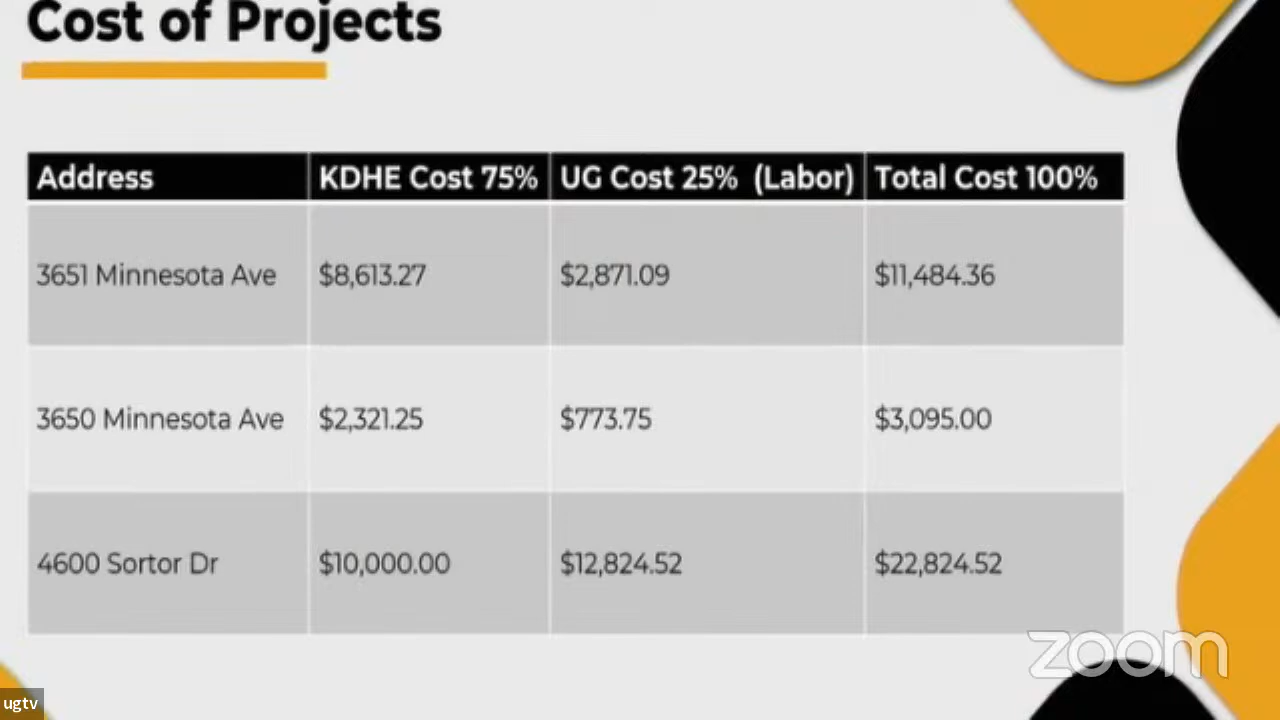 Cost of Projects
Address KDHE Cost 75% UG Cost 25% (Labor) Total Cost 100%
3651 Minnesota Ave $8,613.27 $2,871.09 $11,484.36
3650 Minnesota Ave $2,321.25 $773.75 $3,095.00
4600 Sortor Dr $10,000.00 $12,824.52 $22,824.52
zoom
ugtv